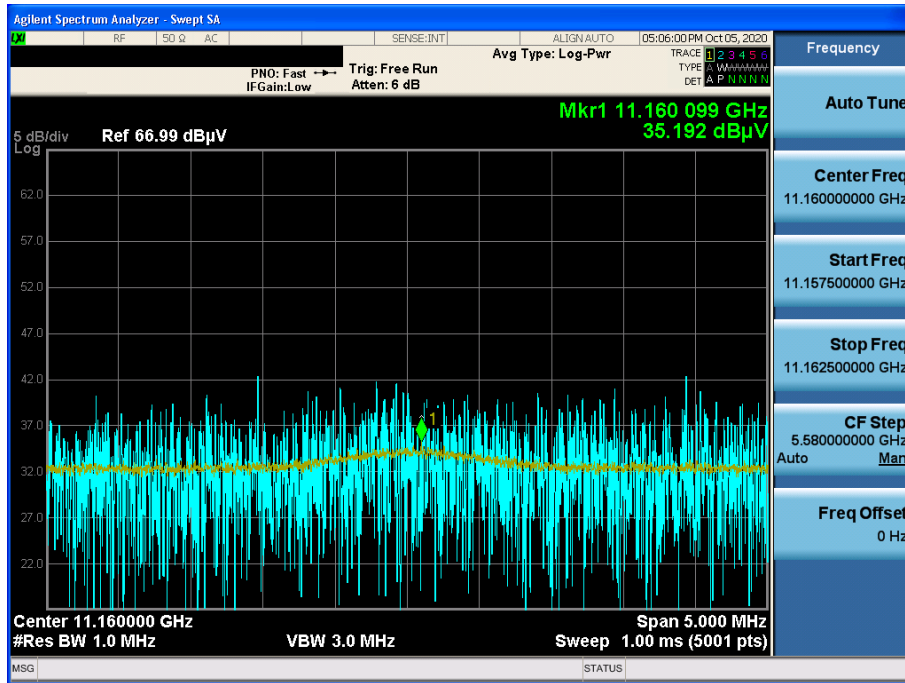 Agilent Spectrum Analyzer - Swept SA
LXI RF 50 Ω AC SENSE:INT ALIGNAUTO 05:06:00 PM Oct 05, 2020
Avg Type: Log-Pwr TRACE 1 2 3 4 5 6
PNO: Fast Trig: Free Run TYPE A WWWWW
IFGain:Low Atten: 6 dB DET A P N N N N
Mkr1 11.160 099 GHz
35.192 dBµV
5 dB/div Ref 66.99 dBµV
Log
62.0
57.0
52.0
47.0
42.0
37.0
32.0
27.0
22.0
1
Center 11.160000 GHz Span 5.000 MHz
#Res BW 1.0 MHz VBW 3.0 MHz Sweep 1.00 ms (5001 pts)
MSG STATUS
Frequency
Auto Tune
Center Freq
11.160000000 GHz
Start Freq
11.157500000 GHz
Stop Freq
11.162500000 GHz
CF Step
5.580000000 GHz
Auto Man
Freq Offset
0 Hz